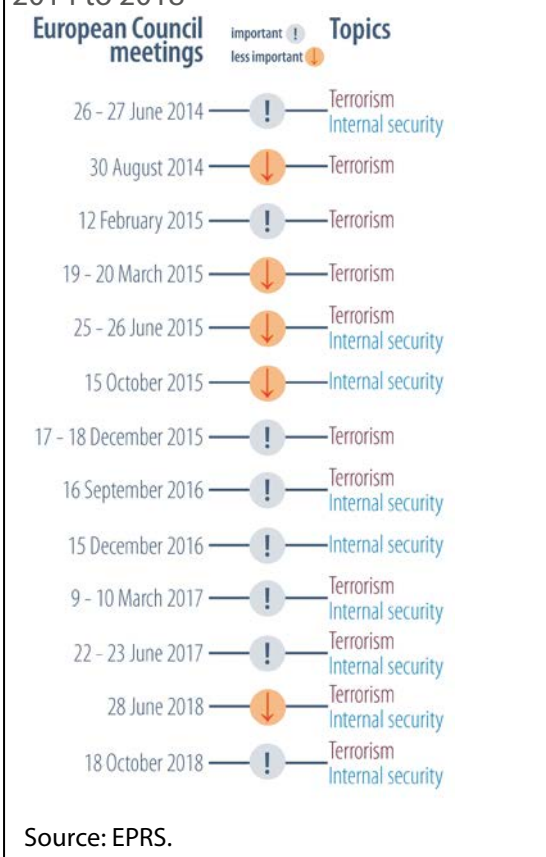 2014 to 2018
European Council meetings
important !
less important ↓
Topics
26 – 27 June 2014 ! Terrorism
Internal security
30 August 2014 ↓ Terrorism
12 February 2015 ! Terrorism
19 – 20 March 2015 ↓ Terrorism
25 – 26 June 2015 ↓ Terrorism
Internal security
15 October 2015 ↓ Internal security
17 – 18 December 2015 ! Terrorism
16 September 2016 ! Terrorism
Internal security
15 December 2016 ! Internal security
9 – 10 March 2017 ! Terrorism
Internal security
22 – 23 June 2017 ! Terrorism
Internal security
28 June 2018 ↓ Terrorism
Internal security
18 October 2018 ! Terrorism
Internal security
Source: EPRS.